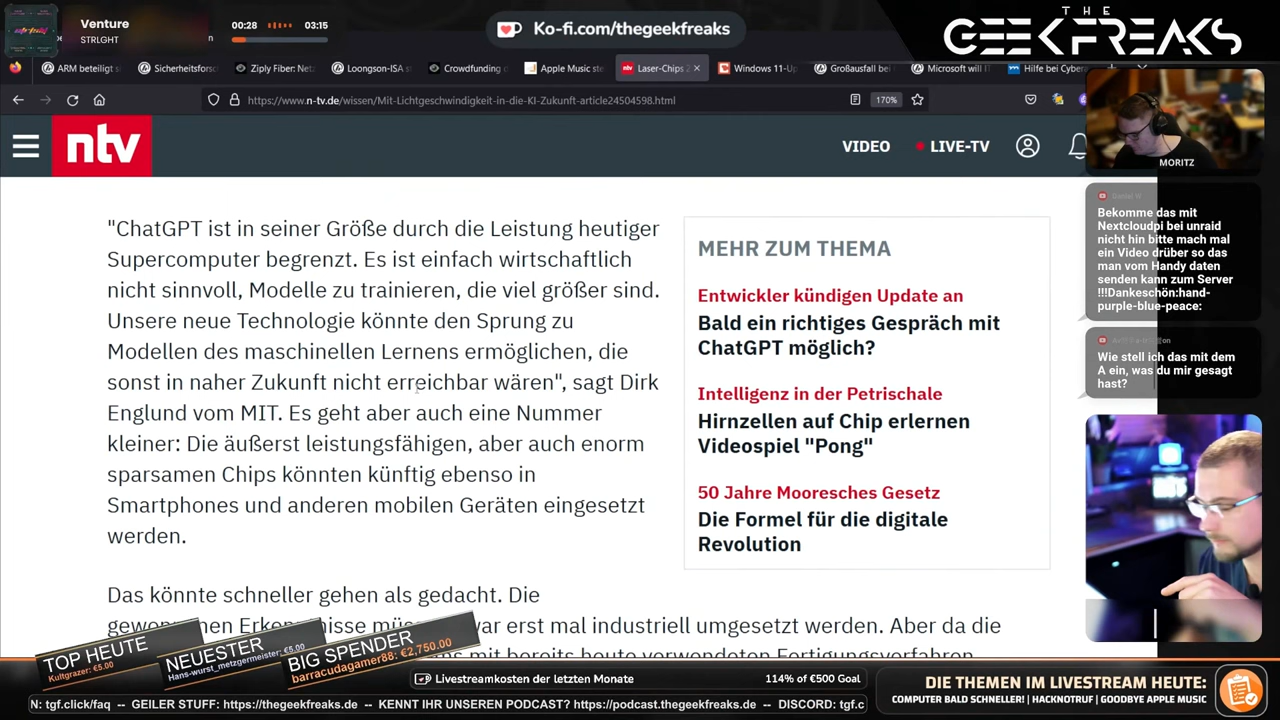 Venture
STRLGHT
00:28
03:15
Ko-fi.com/thegeekfreaks
THE
GEEKFREAKS
ARM beteiligt si
Sicherheitsforsc
Ziply Fiber: Netz
Loongson-ISA st
Crowdfunding o
Apple Music ste
Laser-Chips 2
Windows 11-Up
Großausfall bei
Microsoft will IT
Hilfe bei Cybera
https://www.n-tv.de/wissen/Mit-Lichtgeschwindigkeit-in-die-KI-Zukunft-article24504598.html
170%
ntv
VIDEO
LIVE-TV
"ChatGPT ist in seiner Größe durch die Leistung heutiger
Supercomputer begrenzt. Es ist einfach wirtschaftlich
nicht sinnvoll, Modelle zu trainieren, die viel größer sind.
Unsere neue Technologie könnte den Sprung zu
Modellen des maschinellen Lernens ermöglichen, die
sonst in naher Zukunft nicht erreichbar wären", sagt Dirk
Englund vom MIT. Es geht aber auch eine Nummer
kleiner: Die äußerst leistungsfähigen, aber auch enorm
sparsamen Chips könnten künftig ebenso in
Smartphones und anderen mobilen Geräten eingesetzt
werden.
Das könnte schneller gehen als gedacht. Die
erst mal industriell umgesetzt werden. Aber da die
mit bereits heute verwendeten Fertigungsverfahren
MEHR ZUM THEMA
Entwickler kündigen Update an
Bald ein richtiges Gespräch mit
ChatGPT möglich?
Intelligenz in der Petrischale
Hirnzellen auf Chip erlernen
Videospiel "Pong"
50 Jahre Mooresches Gesetz
Die Formel für die digitale
Revolution
MORITZ
Daniel W
Bekomme das mit
Nextcloudpi bei unraid
nicht hin bitte mach mal
ein Video drüber so das
man vom Handy daten
senden kann zum Server
!!!Dankeschön:hand-
purple-blue-peace:
Wie stell ich das mit dem
A ein, was du mir gesagt
hast?
TOP HEUTE
Kultgrazer: €5.00
NEUESTER
Hans-wurst_metzgermeister: €5.00
BIG SPENDER
barracudagamer88: €2,750.00
Livestreamkosten der letzten Monate
114% of €500 Goal
N: tgf.click/faq -- GEILER STUFF: https://thegeekfreaks.de -- KENNT IHR UNSEREN PODCAST? https://podcast.thegeekfreaks.de -- DISCORD: tgf.c
DIE THEMEN IM LIVESTREAM HEUTE:
COMPUTER BALD SCHNELLER! | HACKNOTRUF | GOODBYE APPLE MUSIC